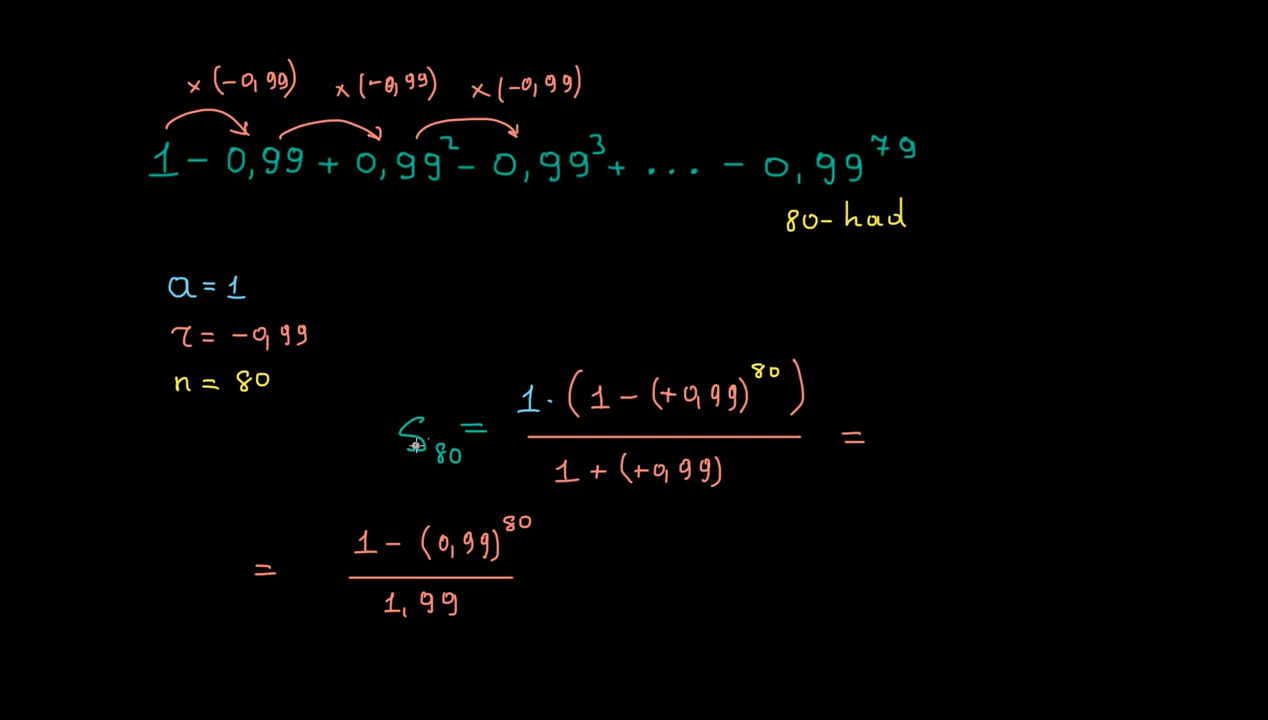 × (−0,99) × (−0,99) × (−0,99)
1 − 0,99 + 0,99² − 0,99³ + ... − 0,99⁷⁹
80-had
a = 1
r = −0,99
n = 80
S₈₀ = 1 · (1 − (+0,99)⁸⁰) / 1 + (+0,99) =
= 1 − (0,99)⁸⁰ / 1,99